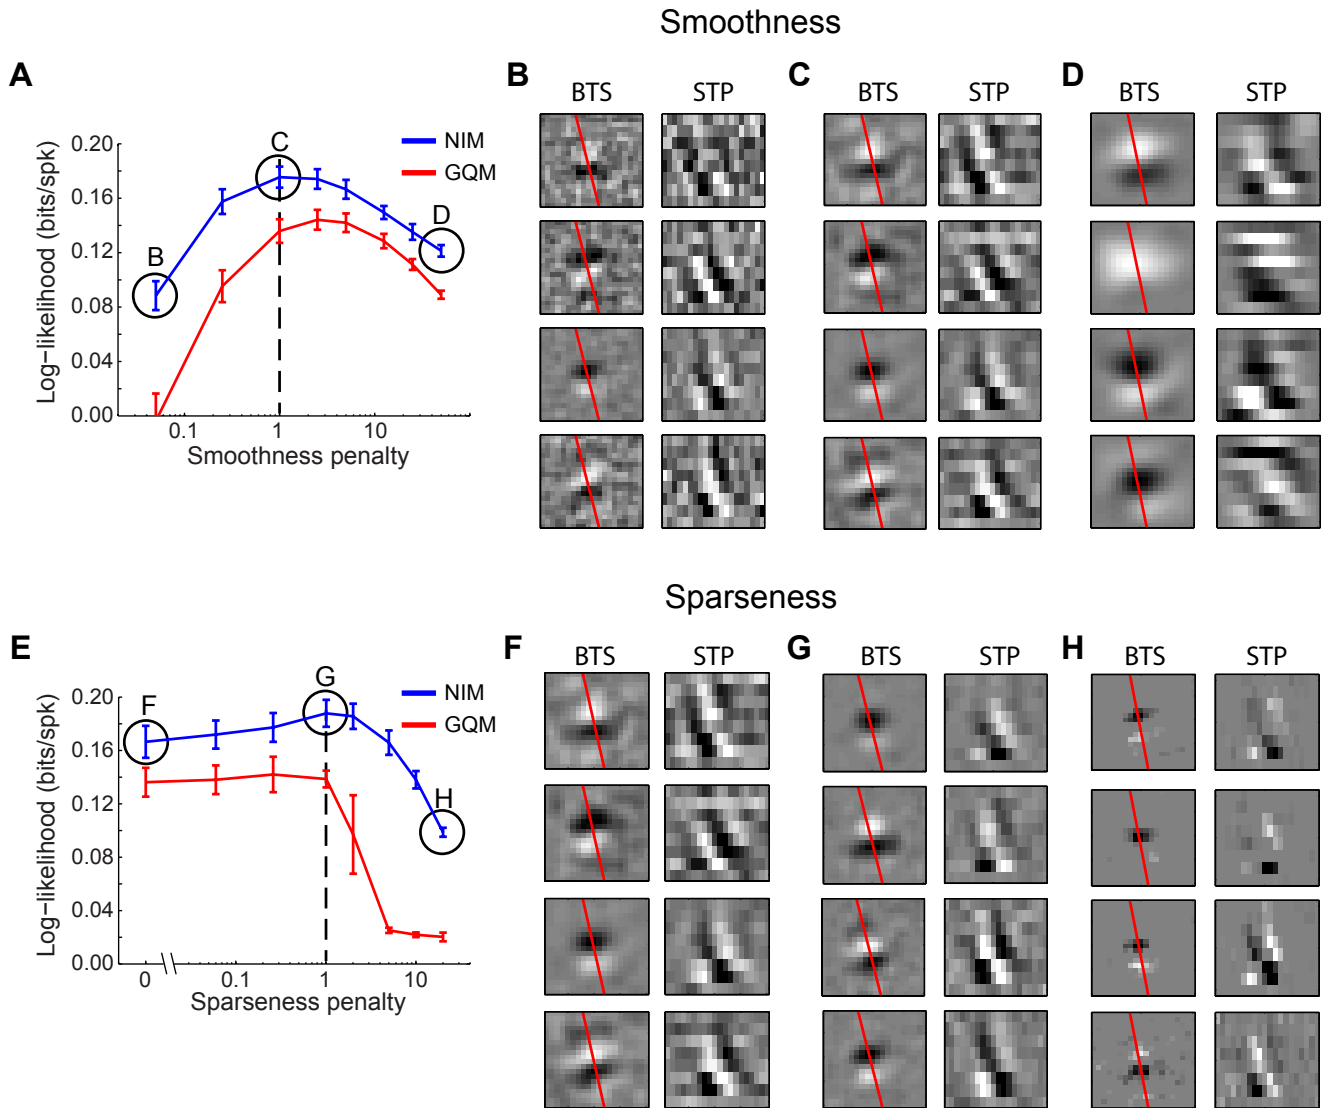 Smoothness
A
B
BTS
STP
C
BTS
STP
D
BTS
STP
NIM
GQM
C
D
B
0.20
0.16
0.12
0.08
0.04
0.00
0.1
1
10
Log–likelihood (bits/spk)
Smoothness penalty
Sparseness
E
F
BTS
STP
G
BTS
STP
H
BTS
STP
NIM
GQM
F
G
H
0.20
0.16
0.12
0.08
0.04
0.00
0
0.1
1
10
Log–likelihood (bits/spk)
Sparseness penalty